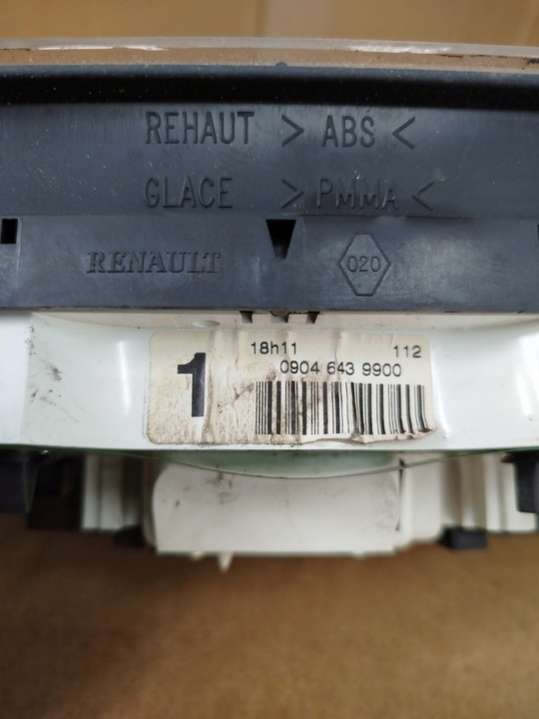 REHAUT > ABS <
GLACE > PMMA <
RENAULT 020
18h11 112
1 0904 643 9900